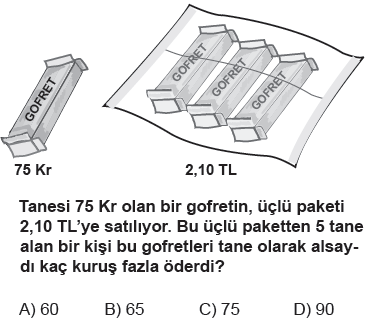 GOFRET
GOFRET
GOFRET
GOFRET
75 Kr
2,10 TL
Tanesi 75 Kr olan bir gofretin, üçlü paketi
2,10 TL'ye satılıyor. Bu üçlü paketten 5 tane
alan bir kişi bu gofretleri tane olarak alsay-
dı kaç kuruş fazla öderdi?
A) 60 B) 65 C) 75 D) 90